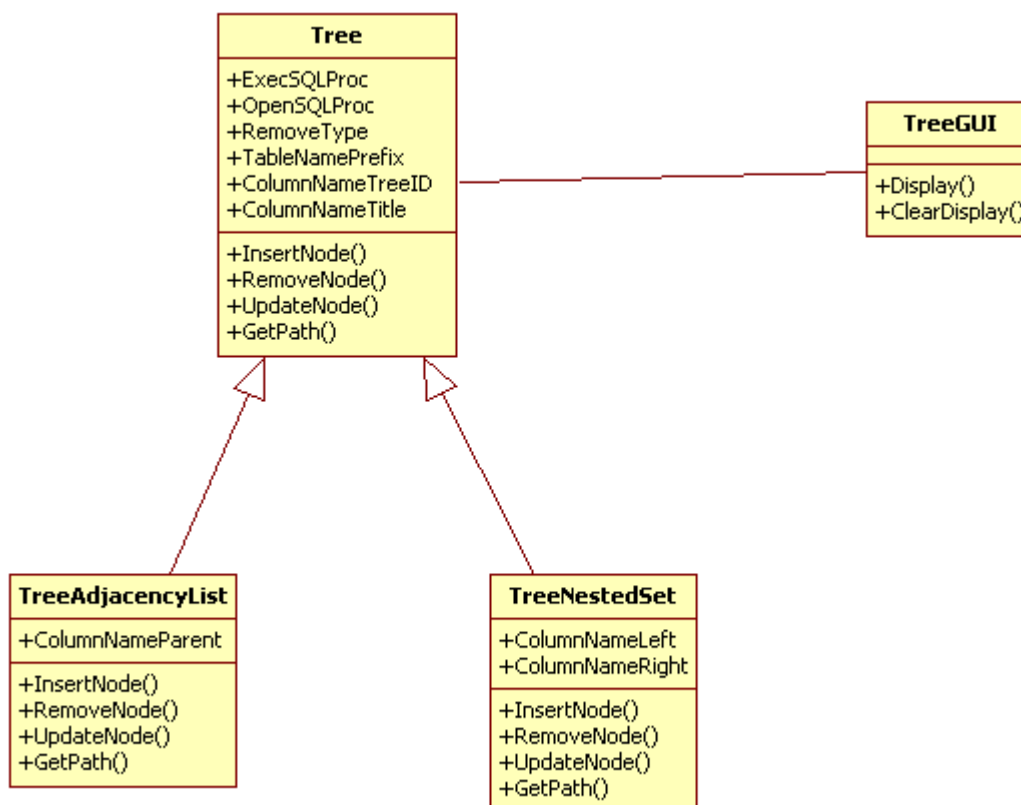 Tree
+ExecSQLProc
+OpenSQLProc
+RemoveType
+TableNamePrefix
+ColumnNameTreeID
+ColumnNameTitle
+InsertNode()
+RemoveNode()
+UpdateNode()
+GetPath()
TreeGUI
+Display()
+ClearDisplay()
TreeAdjacencyList
+ColumnNameParent
+InsertNode()
+RemoveNode()
+UpdateNode()
+GetPath()
TreeNestedSet
+ColumnNameLeft
+ColumnNameRight
+InsertNode()
+RemoveNode()
+UpdateNode()
+GetPath()